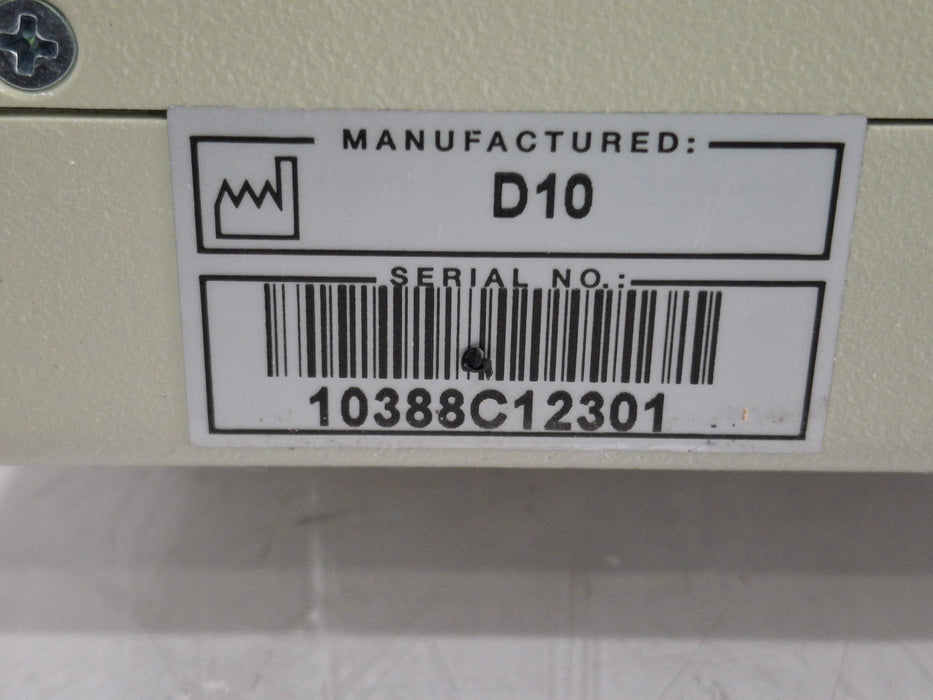 MANUFACTURED:
D10
SERIAL NO.:
10388C12301